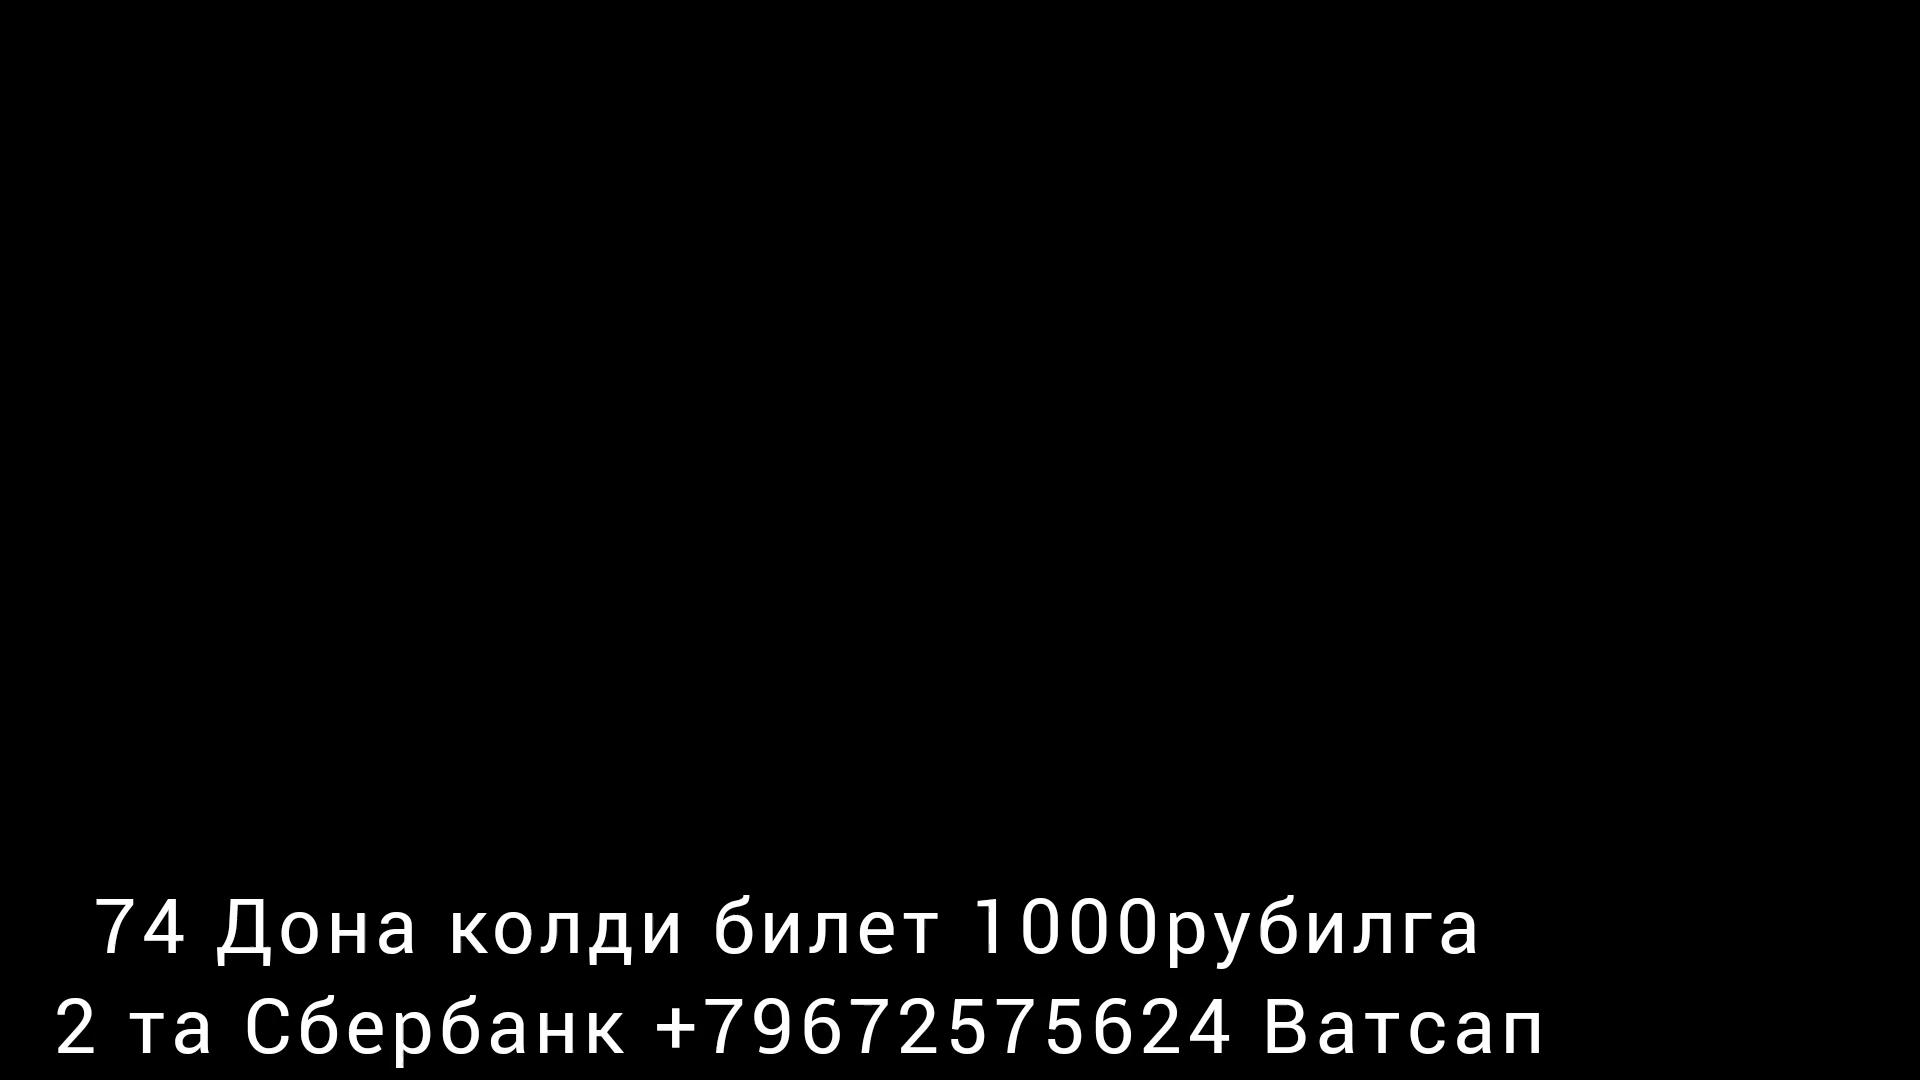 74 Дона колди билет 1000рубилга
2 та Сбербанк +79672575624 Ватсап